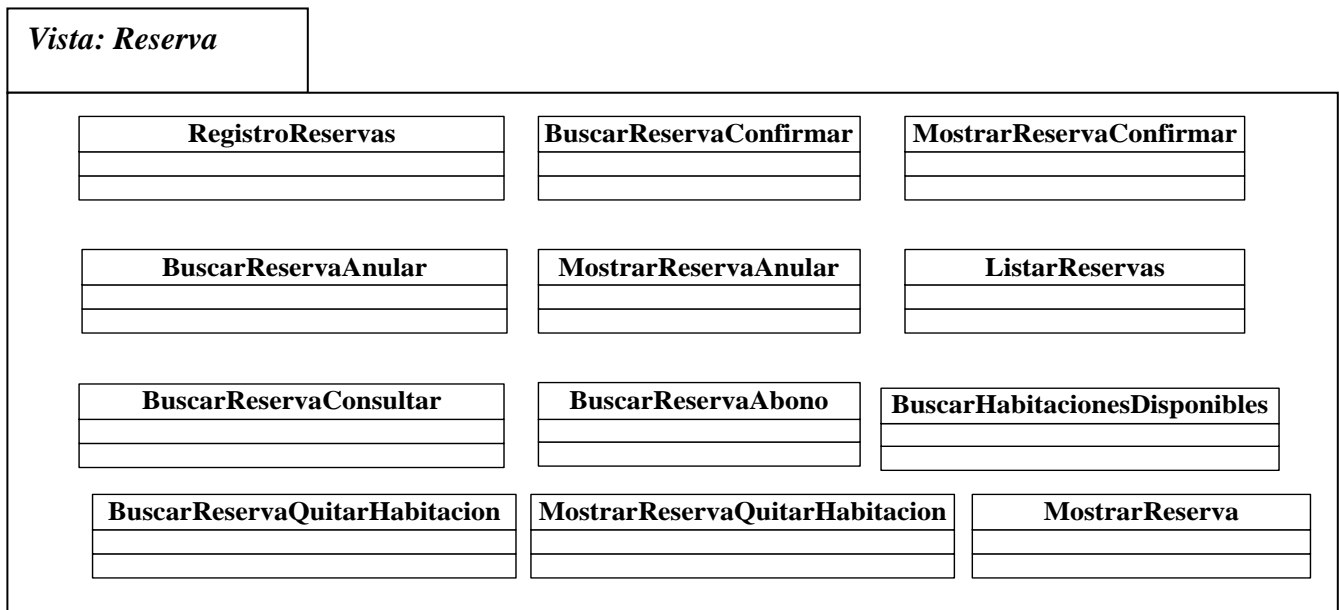 Vista: Reserva
RegistroReservas
BuscarReservaConfirmar
MostrarReservaConfirmar
BuscarReservaAnular
MostrarReservaAnular
ListarReservas
BuscarReservaConsultar
BuscarReservaAbono
BuscarHabitacionesDisponibles
BuscarReservaQuitarHabitacion
MostrarReservaQuitarHabitacion
MostrarReserva